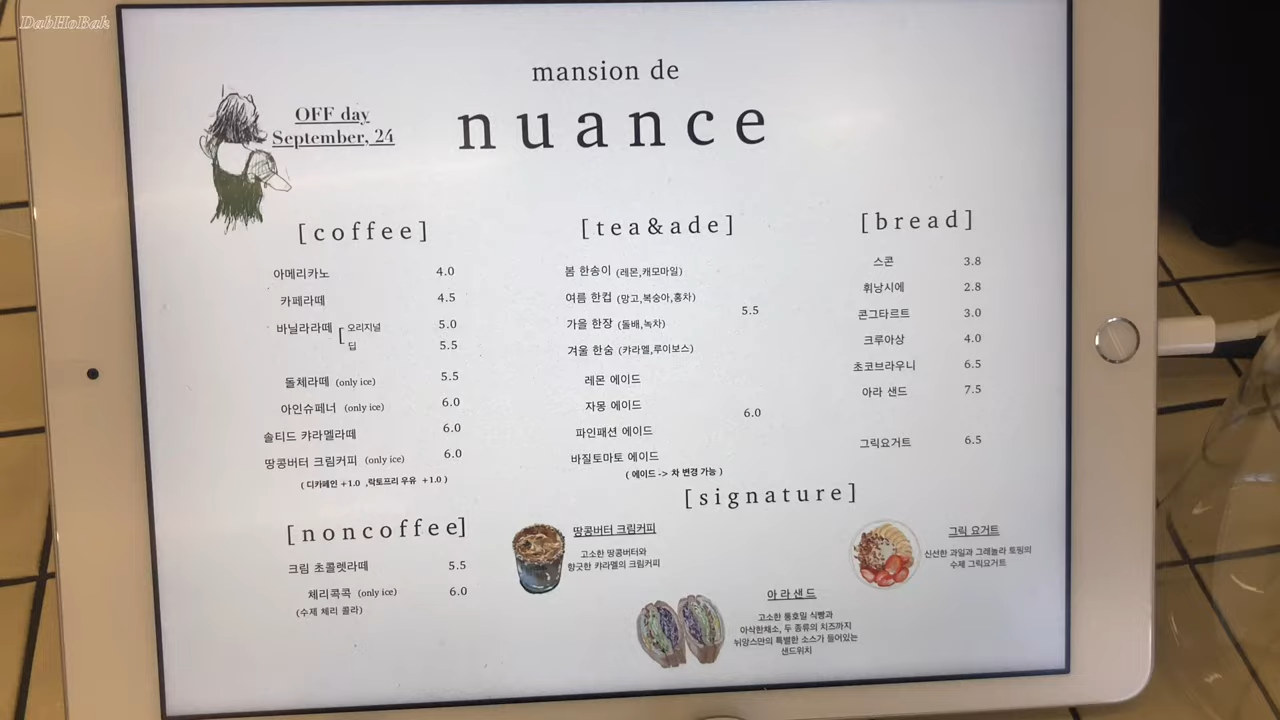 DabHoBak
mansion de
nuance
OFF day
September, 24
[coffee]
아메리카노 4.0
카페라떼 4.5
바닐라라떼 [ 오리지널 5.0
딥 5.5
돌체라떼 (only ice) 5.5
아인슈페너 (only ice) 6.0
솔티드 캬라멜라떼 6.0
땅콩버터 크림커피 (only ice) 6.0
( 디카페인 +1.0 ,락토프리 우유 +1.0 )
[noncoffee]
크림 초콜렛라떼 5.5
체리콕콕 (only ice) 6.0
(수제 체리 콜라)
[tea&ade]
봄 한송이 (레몬,캐모마일)
여름 한컵 (망고,복숭아,홍차)
5.5
가을 한장 (돌배,녹차)
겨울 한숨 (캬라멜,루이보스)
레몬 에이드
자몽 에이드
6.0
파인패션 에이드
바질토마토 에이드
( 에이드 -> 차 변경 가능 )
[bread]
스콘 3.8
휘낭시에 2.8
콘그타르트 3.0
크루아상 4.0
초코브라우니 6.5
아라 샌드 7.5
그릭요거트 6.5
[signature]
땅콩버터 크림커피
고소한 땅콩버터와
향긋한 캬라멜의 크림커피
아라샌드
고소한 통호밀 식빵과
아삭한채소, 두 종류의 치즈까지
뉘앙스만의 특별한 소스가 들어있는
샌드위치
그릭 요거트
신선한 과일과 그래놀라 토핑의
수제 그릭요거트